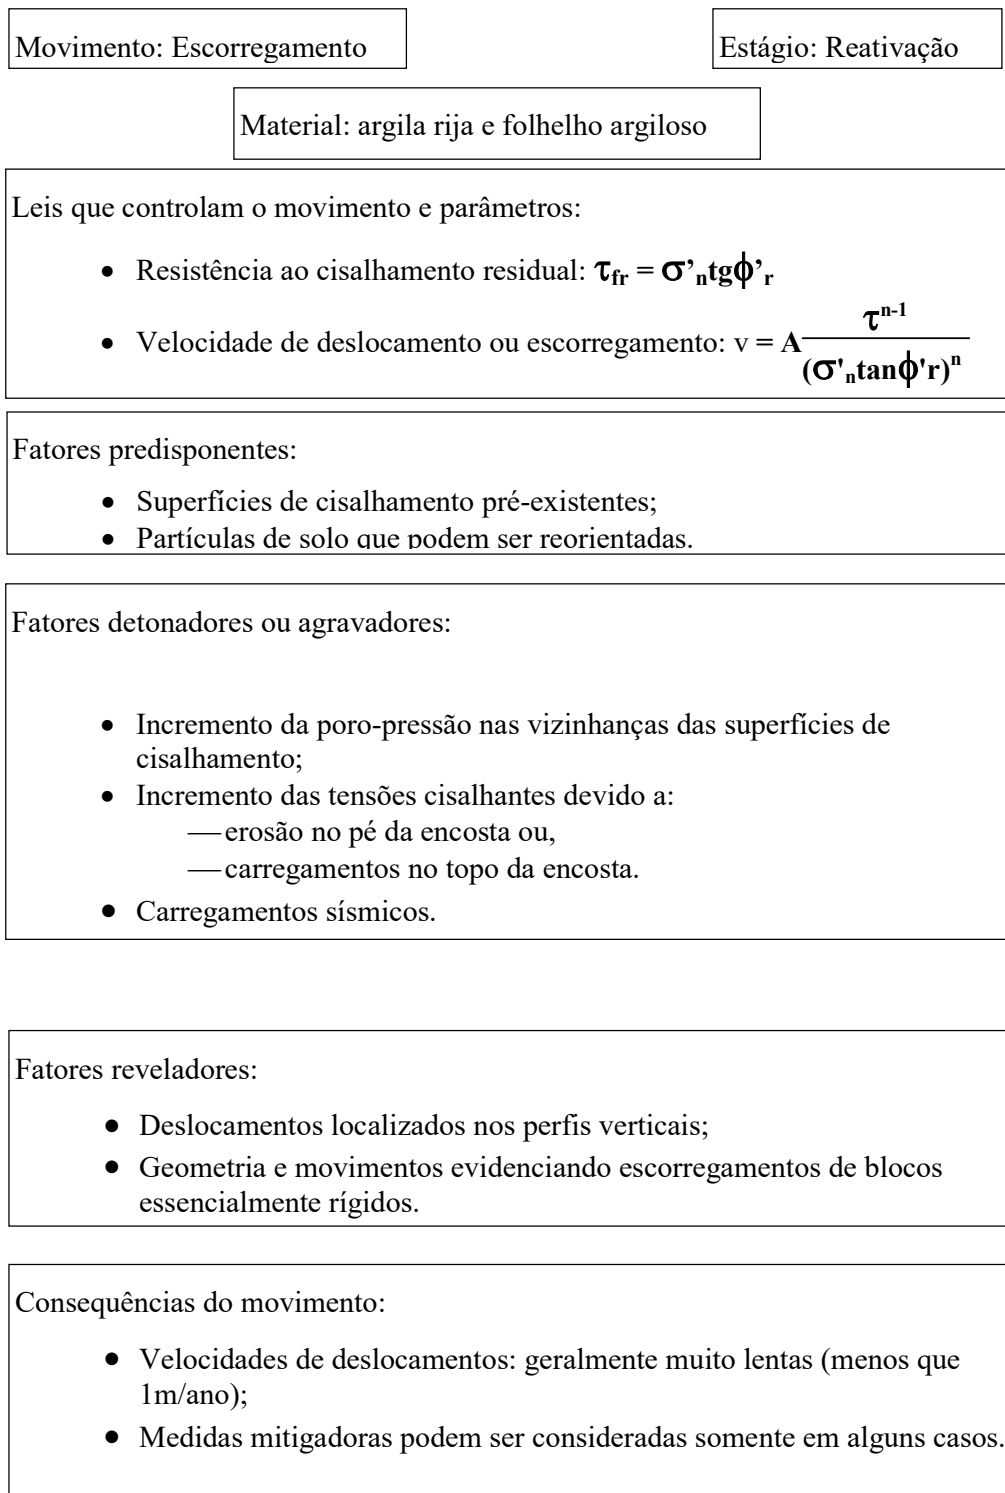 Movimento: Escorregamento
Estágio: Reativação
Material: argila rija e folhelho argiloso
Leis que controlam o movimento e parâmetros:
• Resistência ao cisalhamento residual: τfr = σ’ntgϕ’r
• Velocidade de deslocamento ou escorregamento: v = A τn-1 / (σ'ntanϕ'r)n
Fatores predisponentes:
• Superfícies de cisalhamento pré-existentes;
• Partículas de solo que podem ser reorientadas.
Fatores detonadores ou agravadores:
• Incremento da poro-pressão nas vizinhanças das superfícies de
cisalhamento;
• Incremento das tensões cisalhantes devido a:
— erosão no pé da encosta ou,
— carregamentos no topo da encosta.
• Carregamentos sísmicos.
Fatores reveladores:
• Deslocamentos localizados nos perfis verticais;
• Geometria e movimentos evidenciando escorregamentos de blocos
essencialmente rígidos.
Consequências do movimento:
• Velocidades de deslocamentos: geralmente muito lentas (menos que
1m/ano);
• Medidas mitigadoras podem ser consideradas somente em alguns casos.